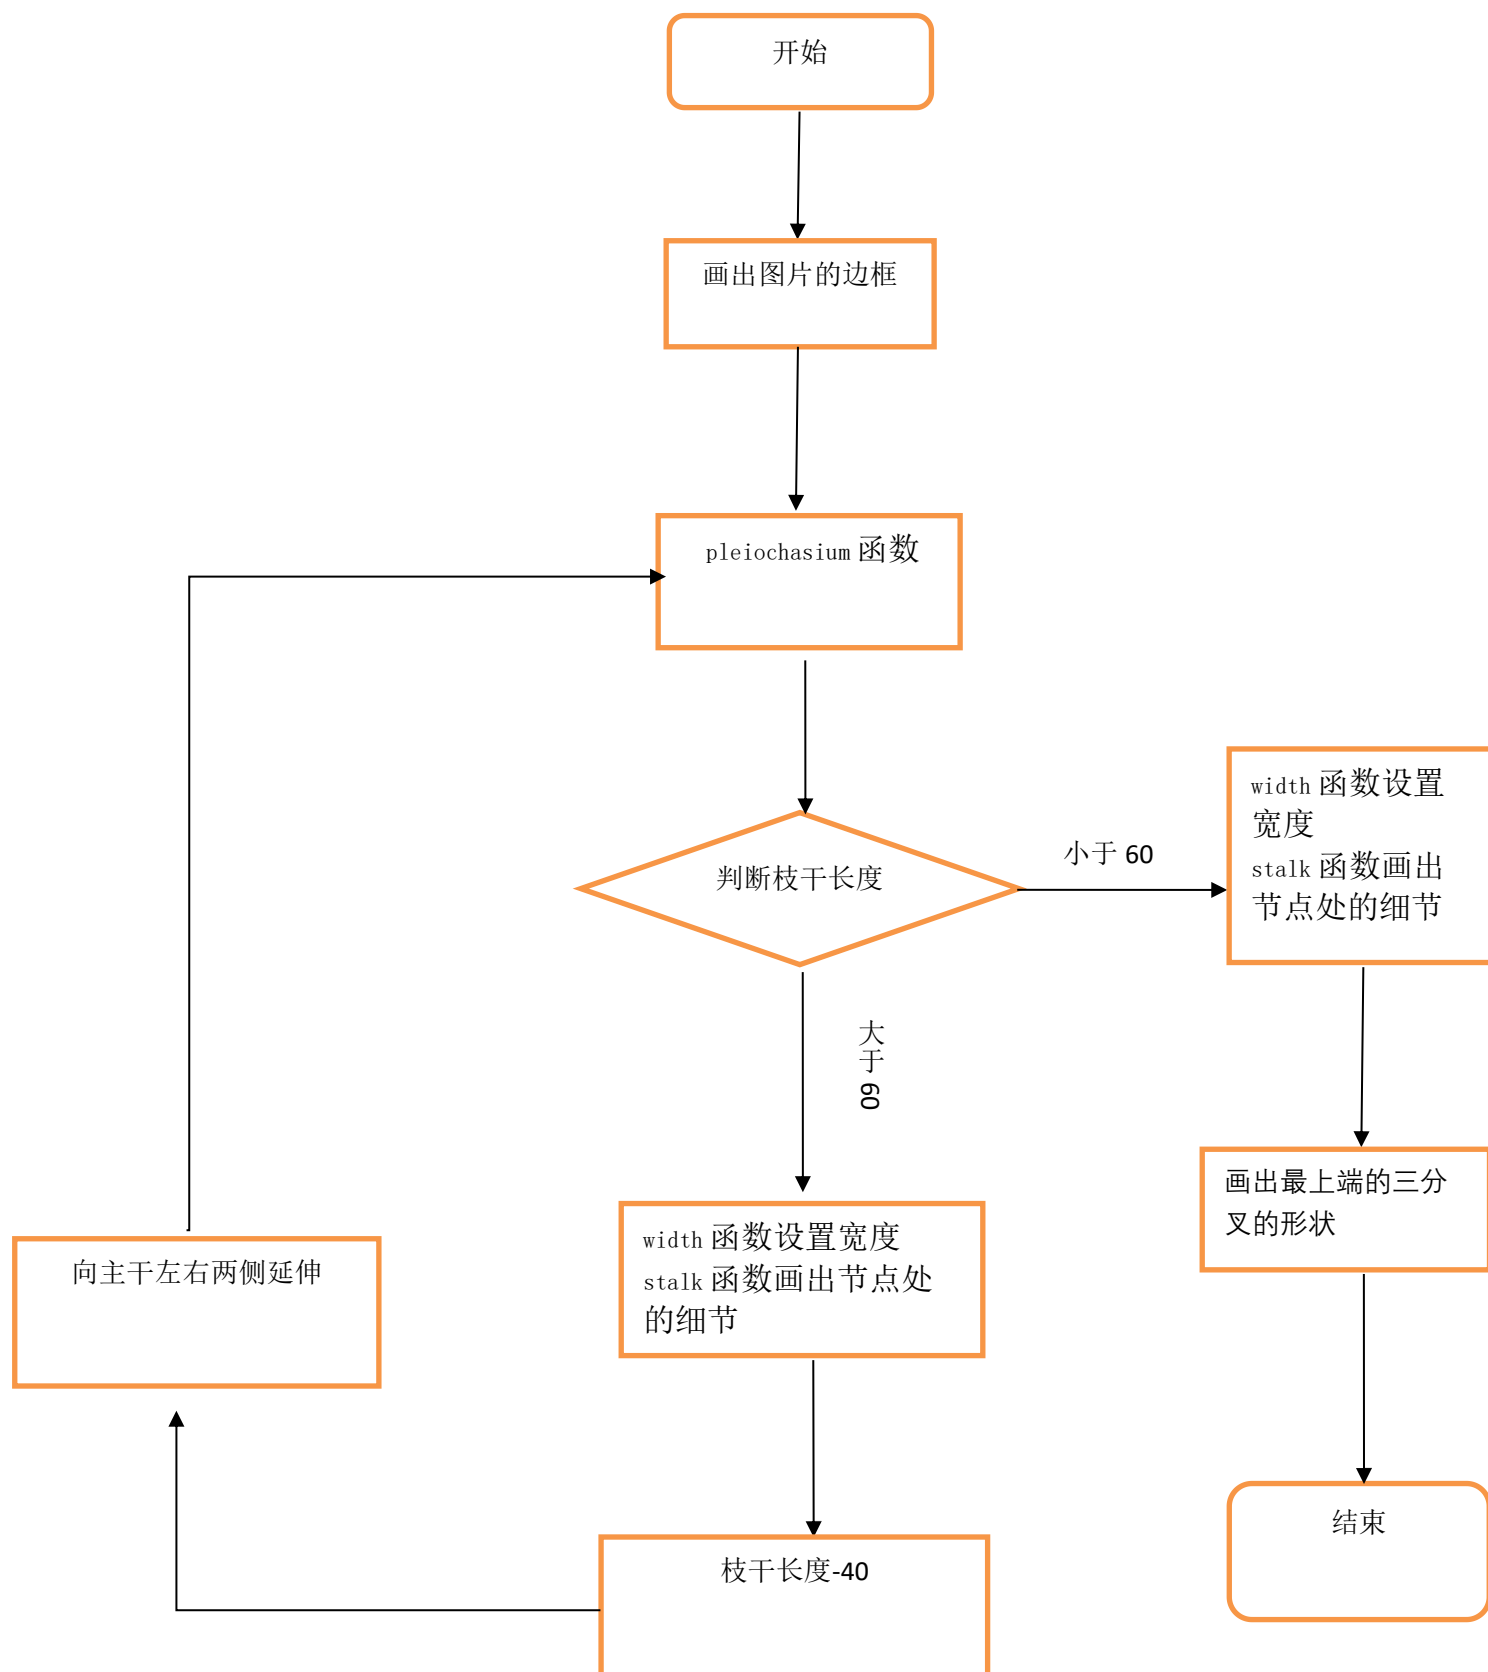 开始
画出图片的边框
pleiochasium 函数
判断枝干长度
小于 60
width 函数设置
宽度
stalk 函数画出
节点处的细节
大于 60
画出最上端的三分
叉的形状
width 函数设置宽度
stalk 函数画出节点处
的细节
向主干左右两侧延伸
结束
枝干长度-40